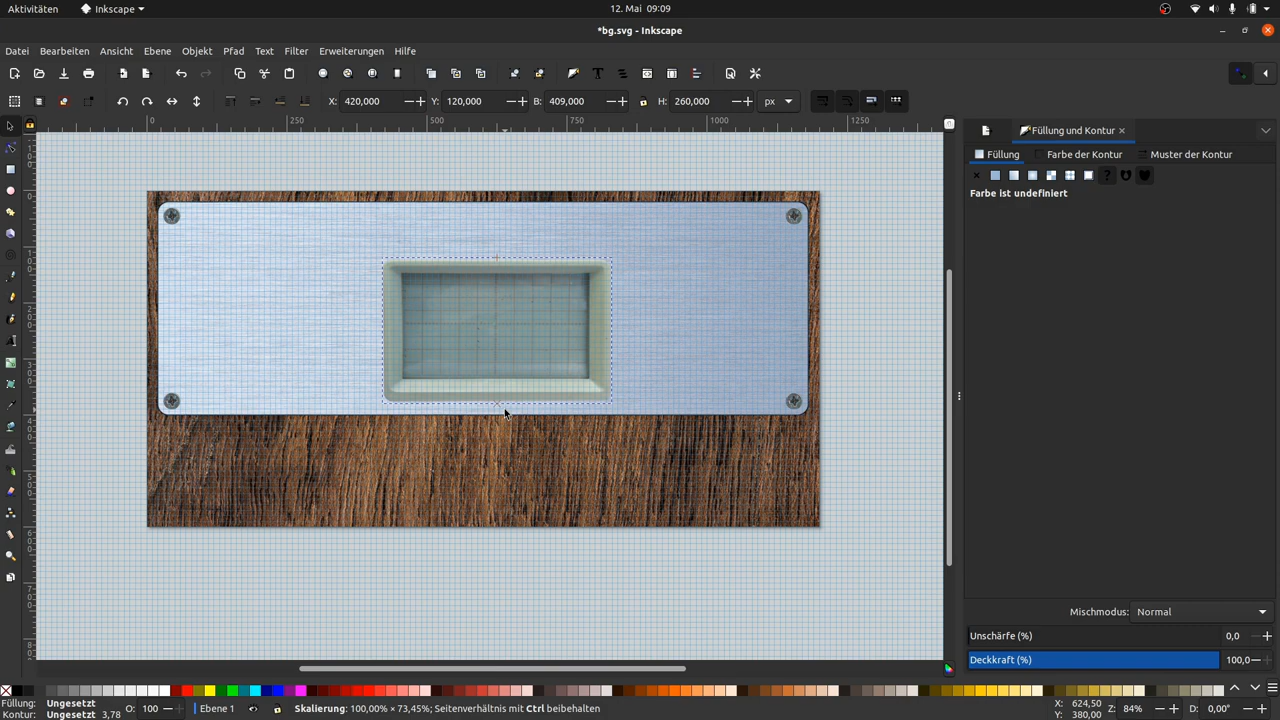 Aktivitäten
Inkscape
12. Mai 09:09
*bg.svg - Inkscape
Datei Bearbeiten Ansicht Ebene Objekt Pfad Text Filter Erweiterungen Hilfe
X: 420,000 Y: 120,000 B: 409,000 H: 260,000 px
0 250 500 750 1000 1250
Füllung und Kontur
Füllung Farbe der Kontur Muster der Kontur
Farbe ist undefiniert
Mischmodus: Normal
Unschärfe (%) 0,0
Deckkraft (%) 100,0
Füllung: Ungesetzt
Kontur: Ungesetzt 3,78
O: 100
Ebene 1
Skalierung: 100,00% × 73,45%; Seitenverhältnis mit Ctrl beibehalten
X: 624,50
Y: 380,00
Z: 84%
D: 0,00°